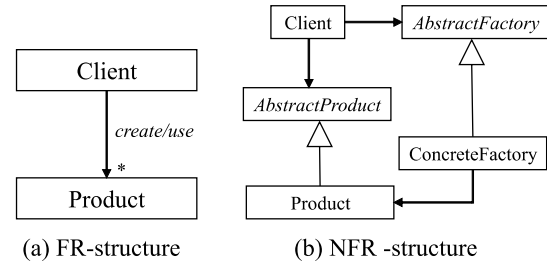 Client
create/use
*
Product
(a) FR-structure
Client
AbstractFactory
AbstractProduct
ConcreteFactory
Product
(b) NFR -structure